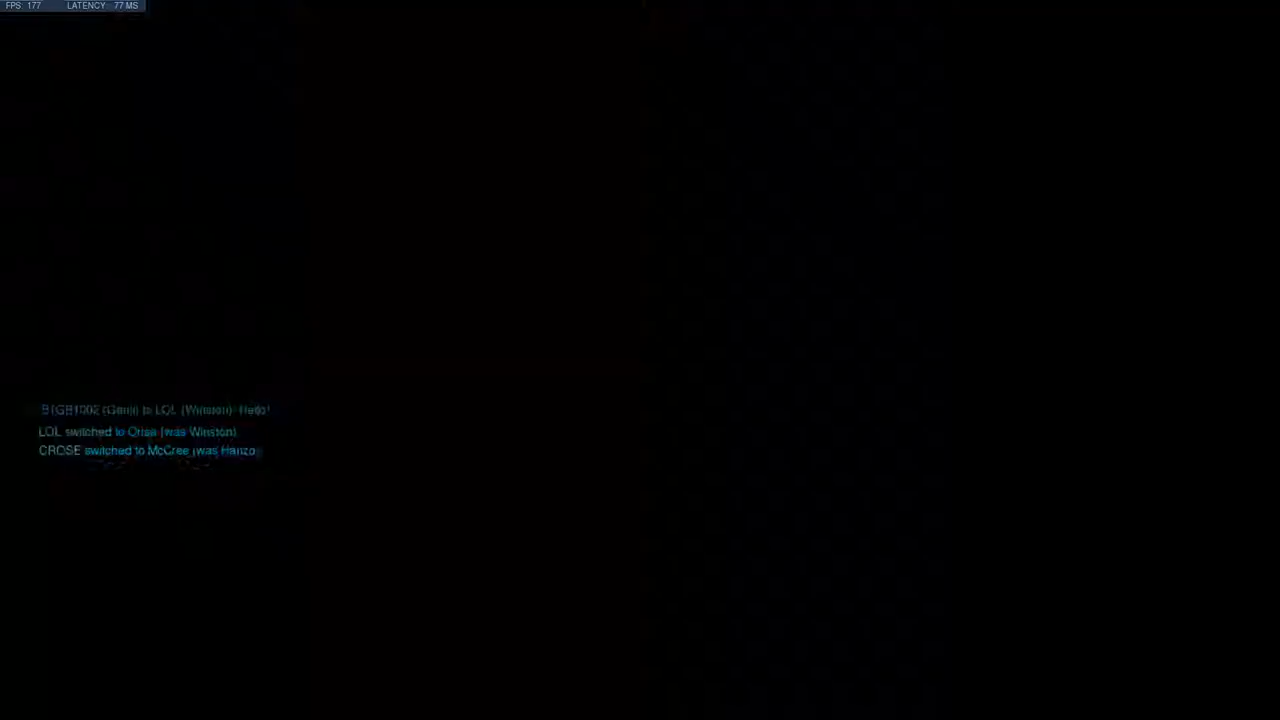 FPS 177 LATENCY: 77 MS
(Genji) to LOL (Winston): Hello!
LOL switched to Orisa (was Winston)
CROSE switched to McCree (was Hanzo